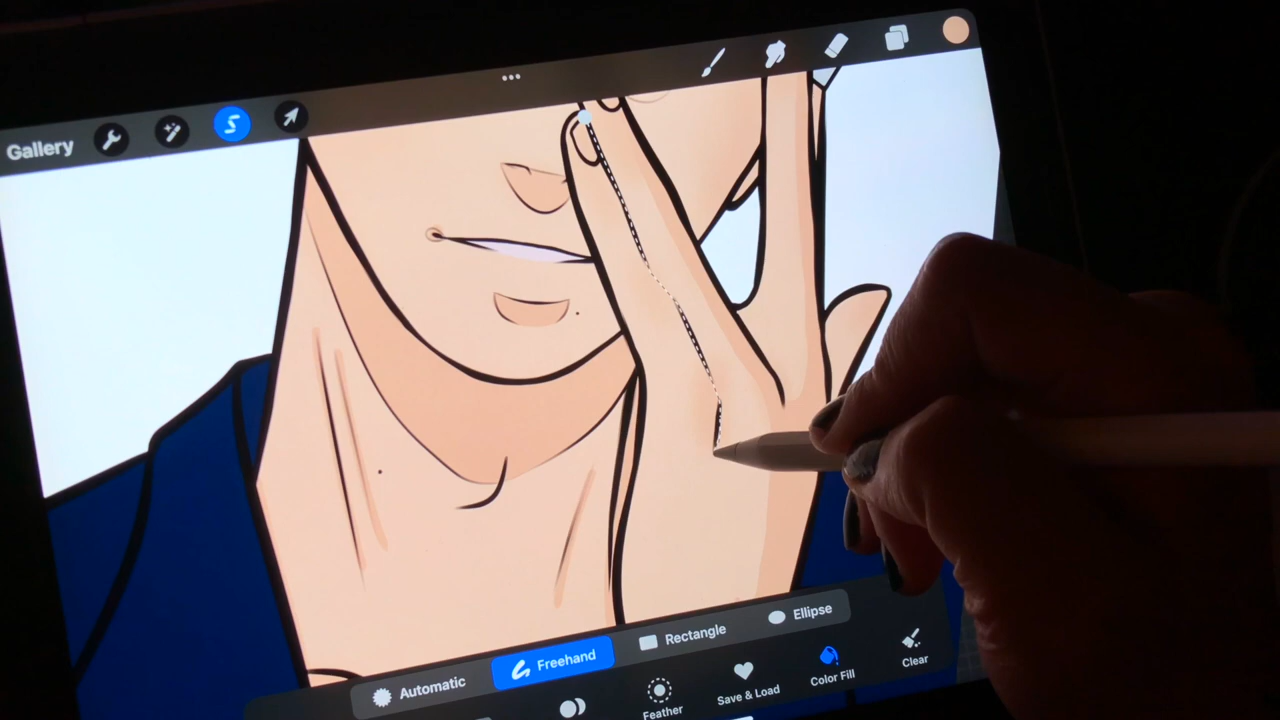 Gallery
Automatic
Freehand
Rectangle
Ellipse
Feather
Save & Load
Color Fill
Clear